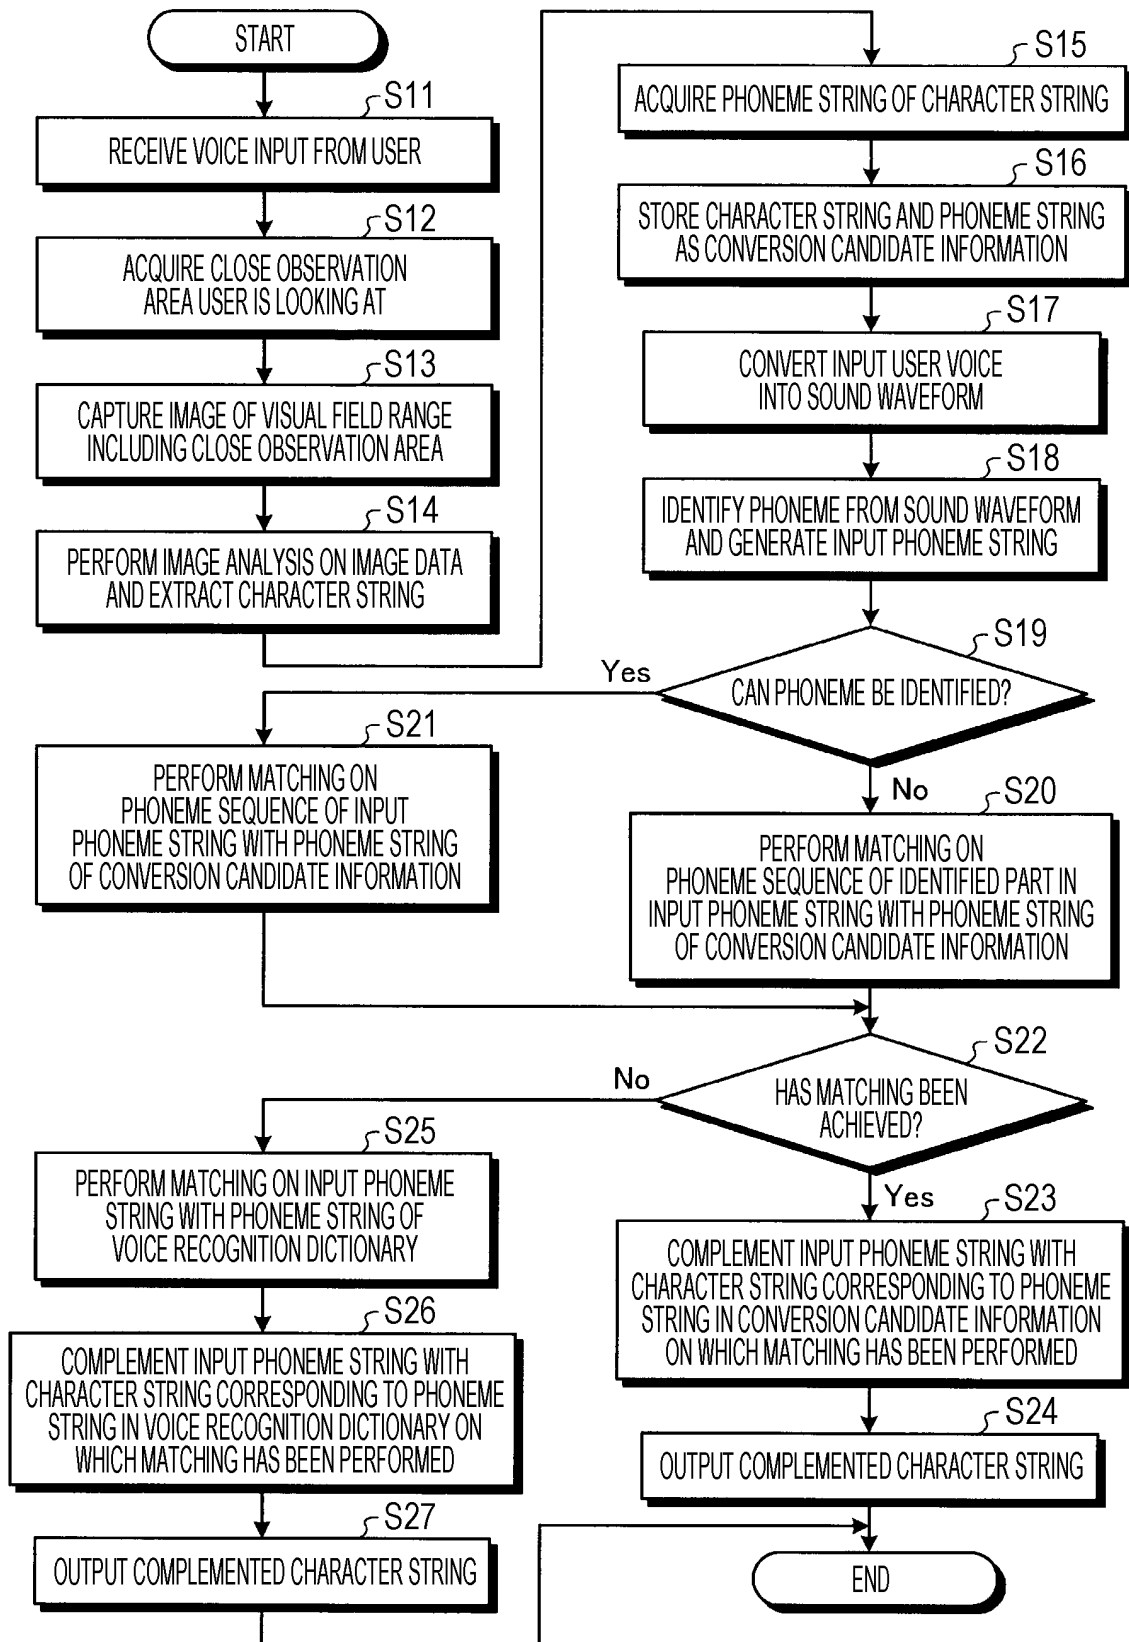 START
S11
RECEIVE VOICE INPUT FROM USER
S12
ACQUIRE CLOSE OBSERVATION
AREA USER IS LOOKING AT
S13
CAPTURE IMAGE OF VISUAL FIELD RANGE
INCLUDING CLOSE OBSERVATION AREA
S14
PERFORM IMAGE ANALYSIS ON IMAGE DATA
AND EXTRACT CHARACTER STRING
S15
ACQUIRE PHONEME STRING OF CHARACTER STRING
S16
STORE CHARACTER STRING AND PHONEME STRING
AS CONVERSION CANDIDATE INFORMATION
S17
CONVERT INPUT USER VOICE
INTO SOUND WAVEFORM
S18
IDENTIFY PHONEME FROM SOUND WAVEFORM
AND GENERATE INPUT PHONEME STRING
S19
CAN PHONEME BE IDENTIFIED?
Yes
No
S21
PERFORM MATCHING ON
PHONEME SEQUENCE OF INPUT
PHONEME STRING WITH PHONEME STRING
OF CONVERSION CANDIDATE INFORMATION
S20
PERFORM MATCHING ON
PHONEME SEQUENCE OF IDENTIFIED PART IN
INPUT PHONEME STRING WITH PHONEME STRING
OF CONVERSION CANDIDATE INFORMATION
S22
HAS MATCHING BEEN
ACHIEVED?
No
Yes
S25
PERFORM MATCHING ON INPUT PHONEME
STRING WITH PHONEME STRING OF
VOICE RECOGNITION DICTIONARY
S26
COMPLEMENT INPUT PHONEME STRING WITH
CHARACTER STRING CORRESPONDING TO PHONEME
STRING IN VOICE RECOGNITION DICTIONARY ON
WHICH MATCHING HAS BEEN PERFORMED
S27
OUTPUT COMPLEMENTED CHARACTER STRING
S23
COMPLEMENT INPUT PHONEME STRING WITH
CHARACTER STRING CORRESPONDING TO PHONEME
STRING IN CONVERSION CANDIDATE INFORMATION
ON WHICH MATCHING HAS BEEN PERFORMED
S24
OUTPUT COMPLEMENTED CHARACTER STRING
END